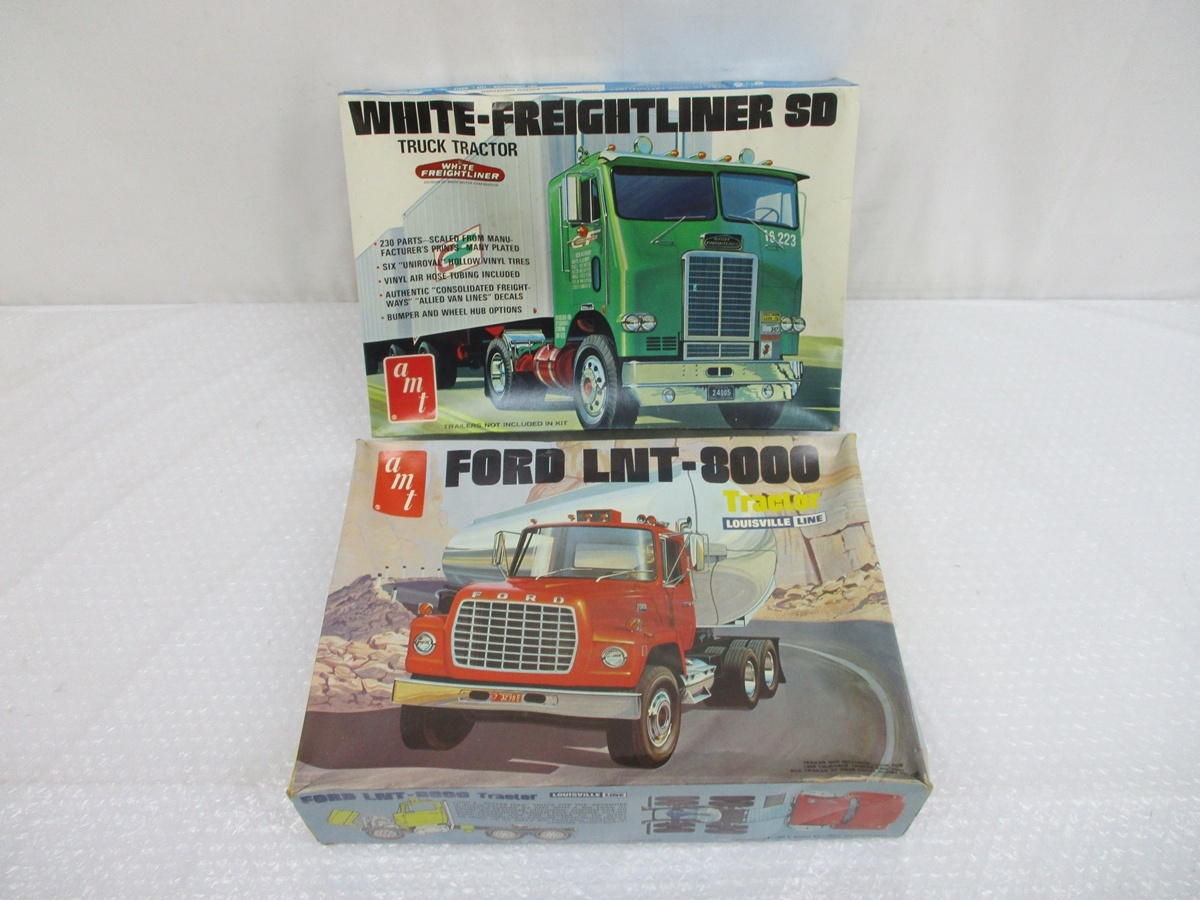 WHITE-FREIGHTLINER SD
TRUCK TRACTOR
WHITE
FREIGHTLINER
• 230 PARTS—SCALED FROM MANU-
FACTURER'S PRINTS—MANY PLATED
• SIX "UNIROYAL" HOLLOW VINYL TIRES
• VINYL AIR HOSE TUBING INCLUDED
• AUTHENTIC "CONSOLIDATED FREIGHT-
WAYS" "ALLIED VAN LINES" DECALS
• BUMPER AND WHEEL HUB OPTIONS
223
24005
amt
TRAILERS NOT INCLUDED IN KIT
amt
FORD LNT-8000
Tractor
LOUISVILLE LINE
FORD
FORD LNT-8000 Tractor LOUISVILLE LINE